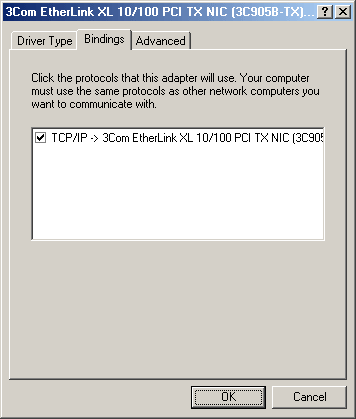 3Com EtherLink XL 10/100 PCI TX NIC (3C905B-TX)...
Driver Type Bindings Advanced
Click the protocols that this adapter will use. Your computer
must use the same protocols as other network computers you
want to communicate with.
TCP/IP -> 3Com EtherLink XL 10/100 PCI TX NIC (3C905
OK Cancel